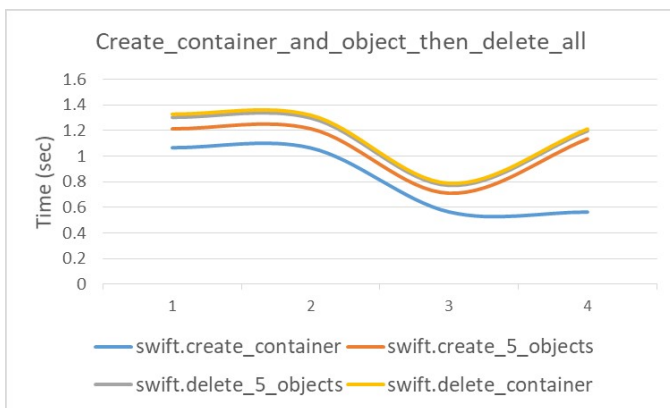 Create_container_and_object_then_delete_all
1.6
1.4
1.2
1
0.8
0.6
0.4
0.2
0
Time (sec)
1 2 3 4
swift.create_container swift.create_5_objects
swift.delete_5_objects swift.delete_container